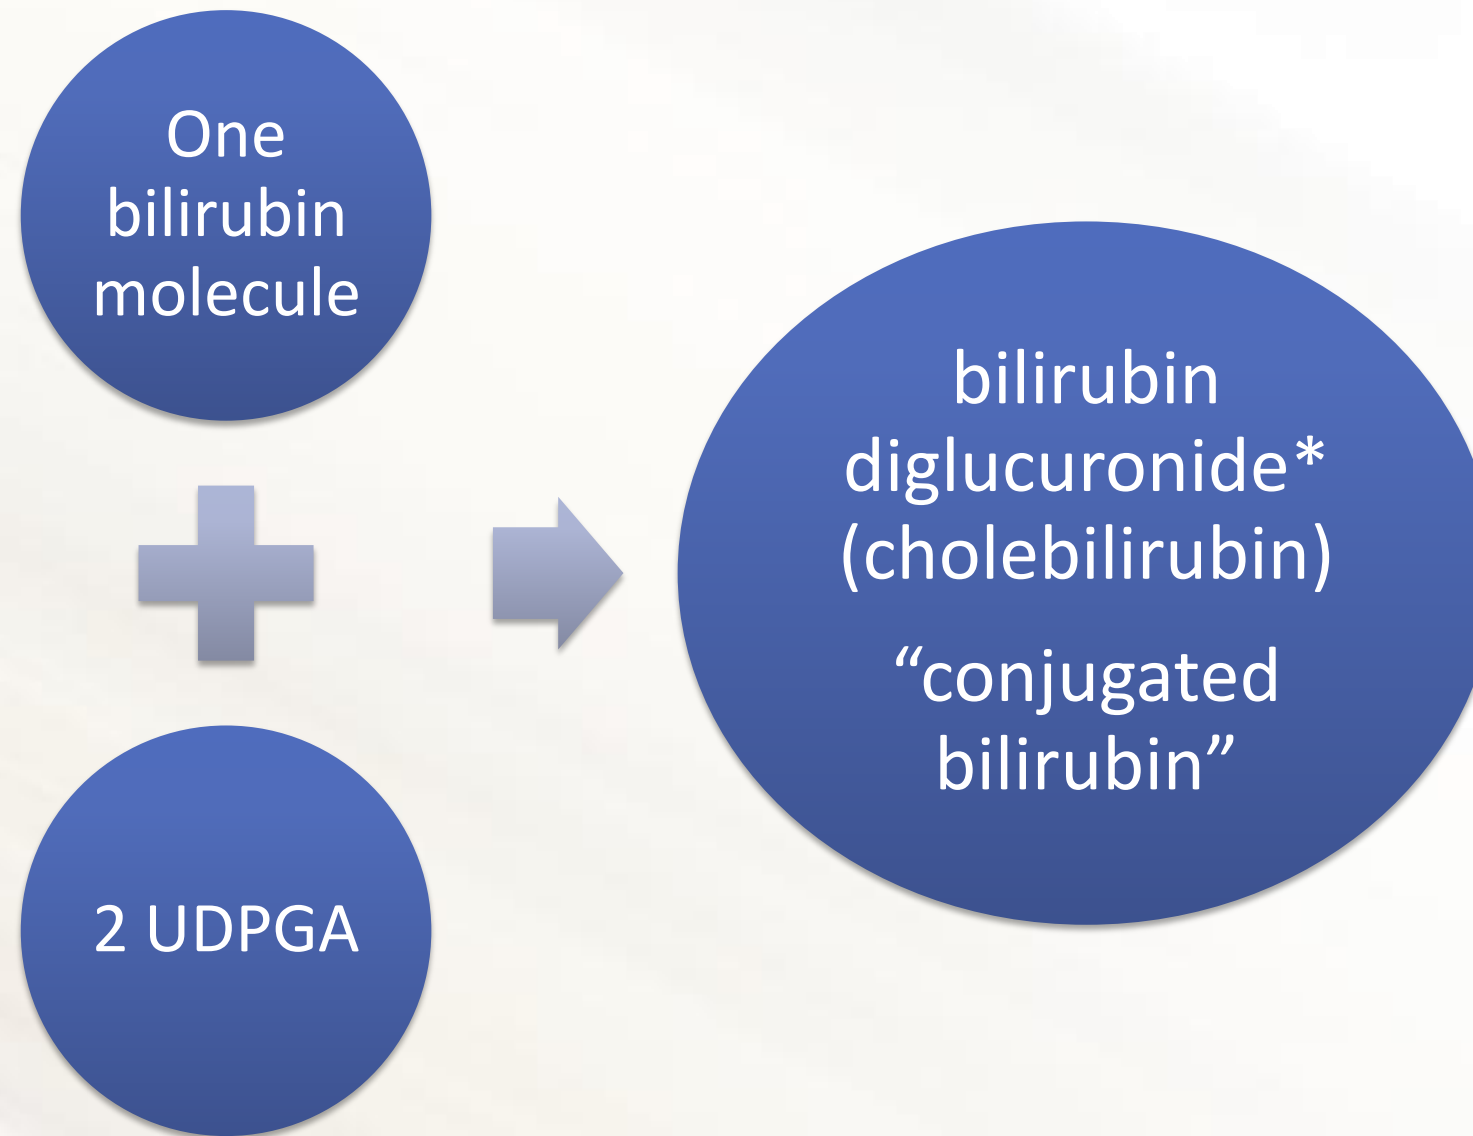 One
bilirubin
molecule
2 UDPGA
bilirubin
diglucuronide*
(cholebilirubin)
“conjugated
bilirubin”